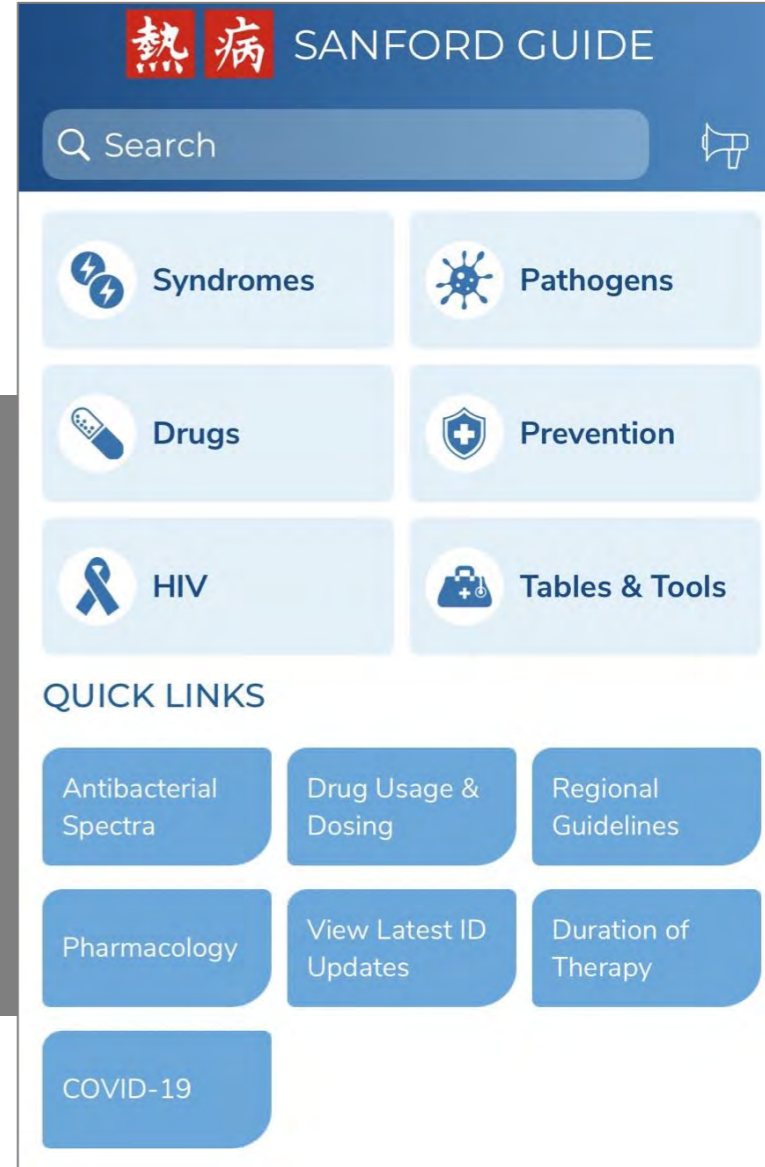 熱病 SANFORD GUIDE
Search
Syndromes
Pathogens
Drugs
Prevention
HIV
Tables & Tools
QUICK LINKS
Antibacterial
Spectra
Drug Usage &
Dosing
Regional
Guidelines
Pharmacology
View Latest ID
Updates
Duration of
Therapy
COVID-19